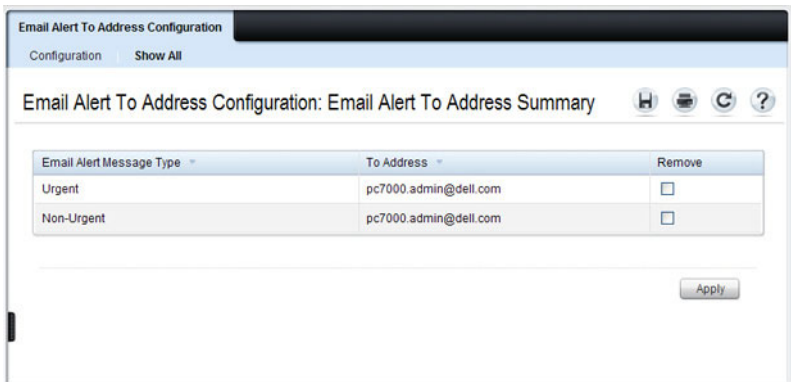 Email Alert To Address Configuration
Configuration Show All
Email Alert To Address Configuration: Email Alert To Address Summary
Email Alert Message Type To Address Remove
Urgent pc7000.admin@dell.com
Non-Urgent pc7000.admin@dell.com
Apply